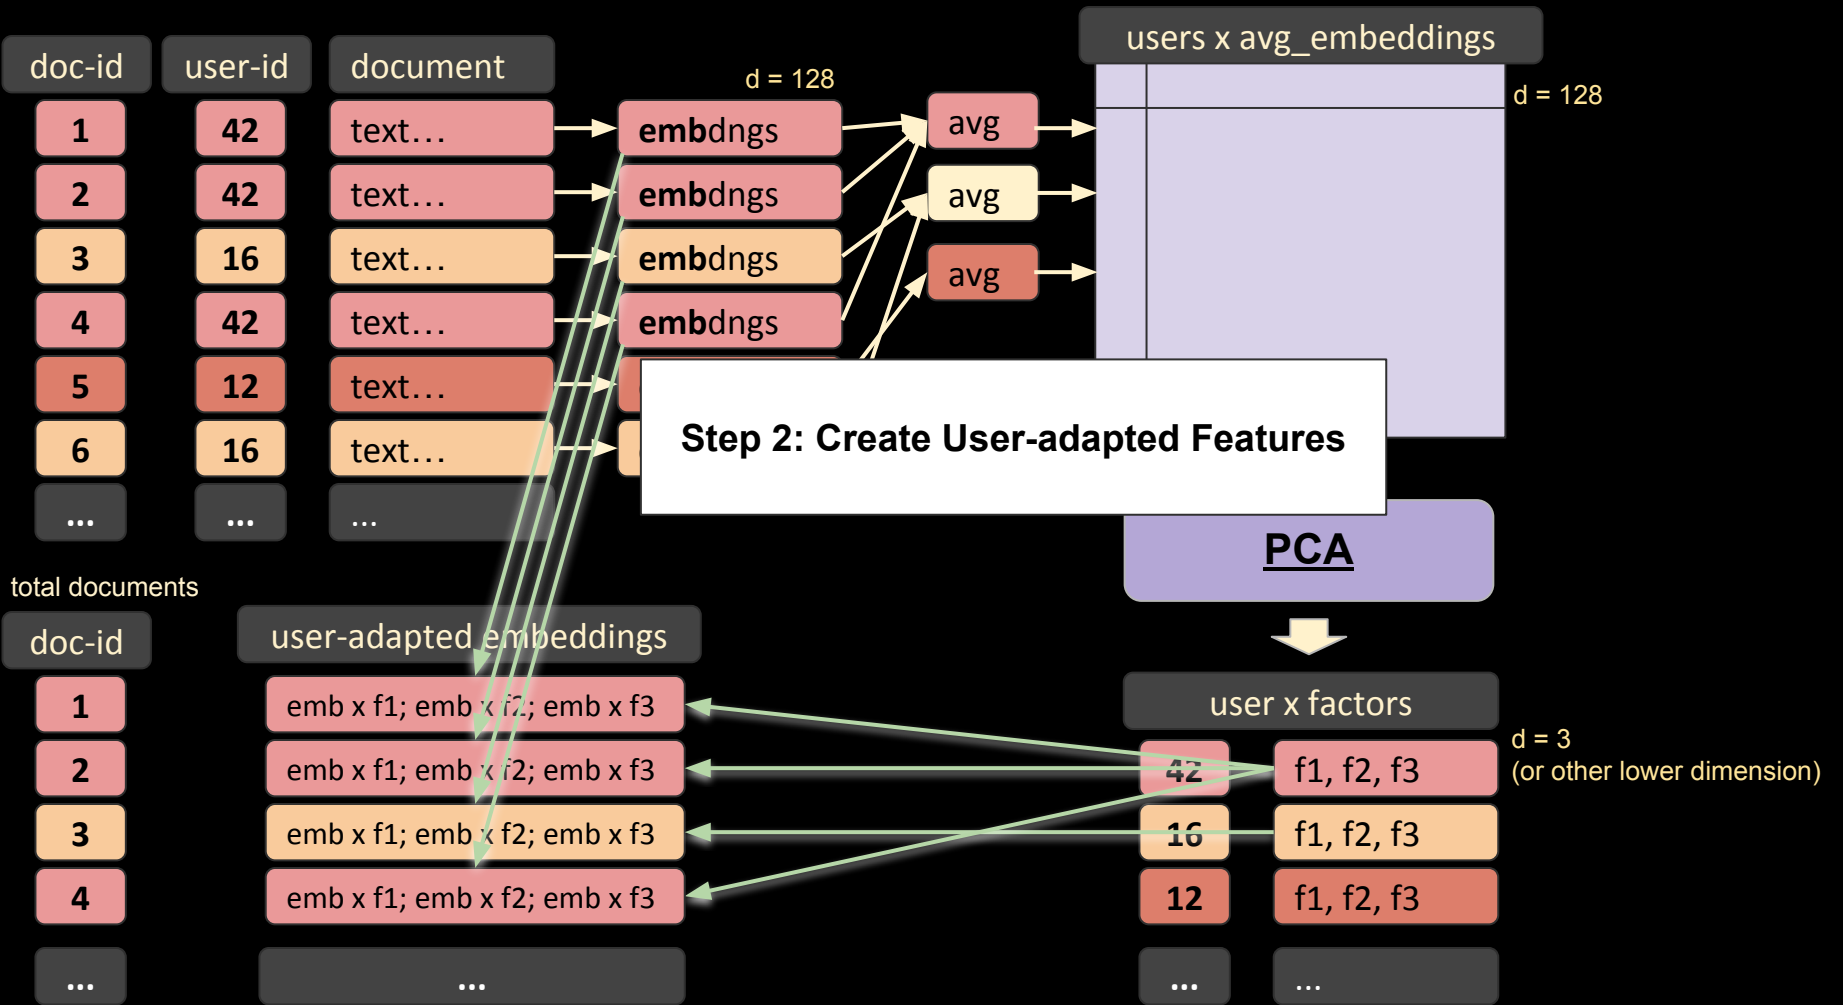 users x avg_embeddings
doc-id user-id document
d = 128
d = 128
1 42 text… embdngs avg
2 42 text… embdngs avg
3 16 text… embdngs avg
4 42 text… embdngs
5 12 text…
6 16 text…
... ... ...
Step 2: Create User-adapted Features
PCA
total documents
doc-id user-adapted embeddings
user x factors
1 emb x f1; emb x f2; emb x f3
d = 3
(or other lower dimension)
2 emb x f1; emb x f2; emb x f3 42 f1, f2, f3
3 emb x f1; emb x f2; emb x f3 16 f1, f2, f3
4 emb x f1; emb x f2; emb x f3 12 f1, f2, f3
... ... ... ...